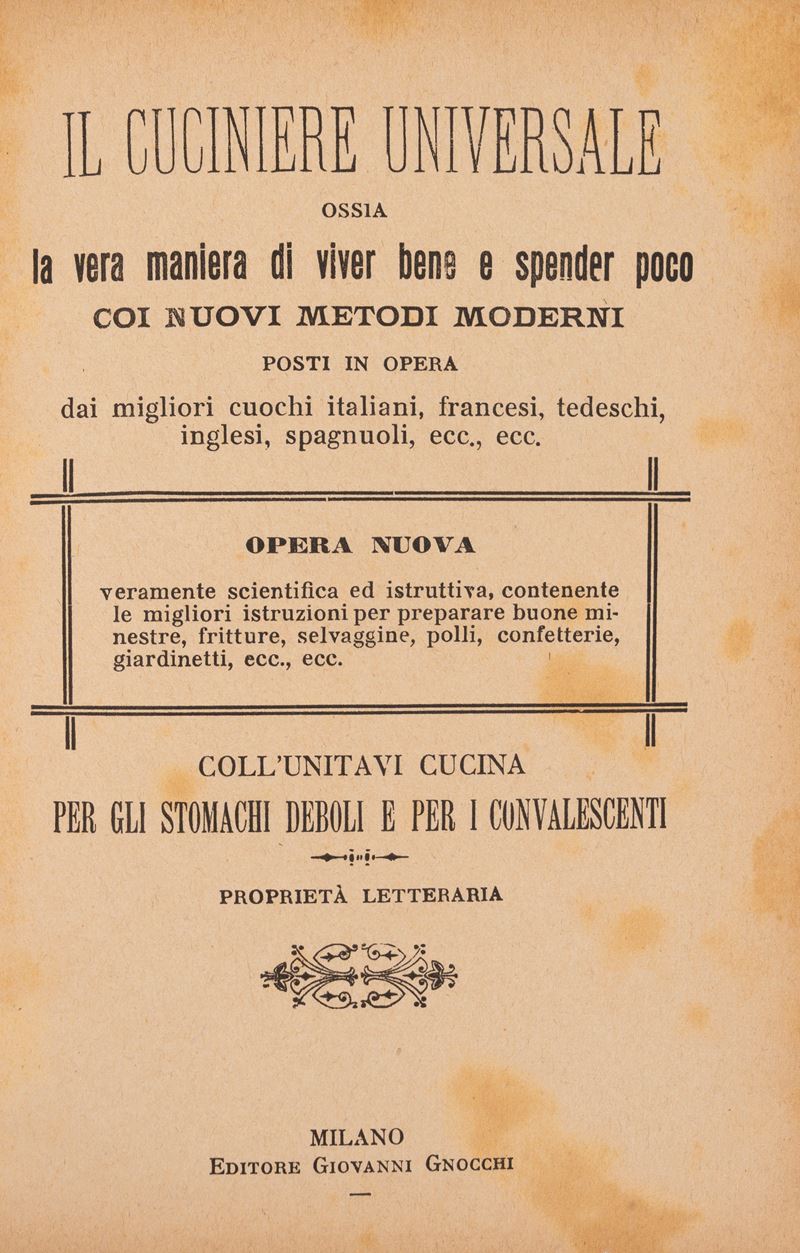 IL CUCINIERE UNIVERSALE
OSSIA
la vera maniera di viver bene e spender poco
COI NUOVI METODI MODERNI
POSTI IN OPERA
dai migliori cuochi italiani, francesi, tedeschi,
inglesi, spagnuoli, ecc., ecc.
OPERA NUOVA
veramente scientifica ed istruttiva, contenente
le migliori istruzioni per preparare buone mi-
nestre, fritture, selvaggine, polli, confetterie,
giardinetti, ecc., ecc.
COLL'UNITAVI CUCINA
PER GLI STOMACHI DEBOLI E PER I CONVALESCENTI
PROPRIETÀ LETTERARIA
MILANO
EDITORE GIOVANNI GNOCCHI